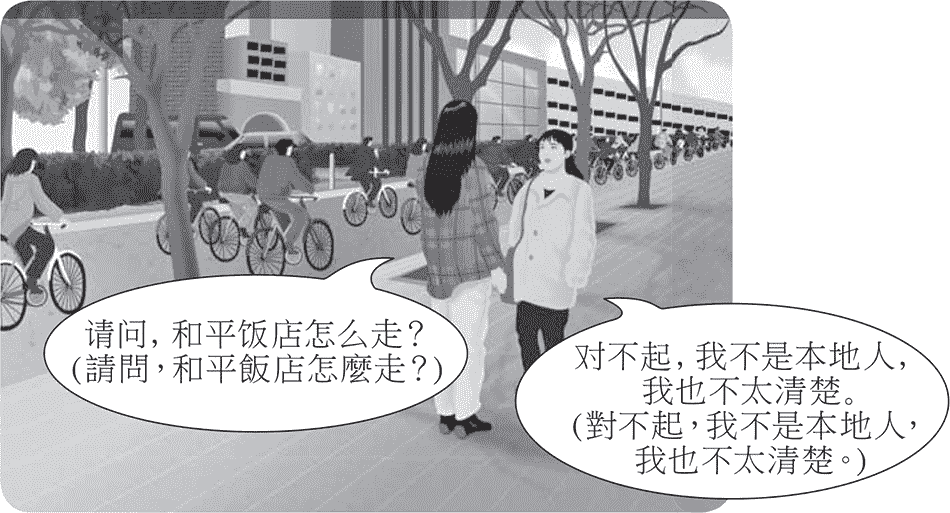 请问，和平饭店怎么走？
(請問，和平飯店怎麼走？)
对不起，我不是本地人，
我也不太清楚。
(對不起，我不是本地人，
我也不太清楚。)